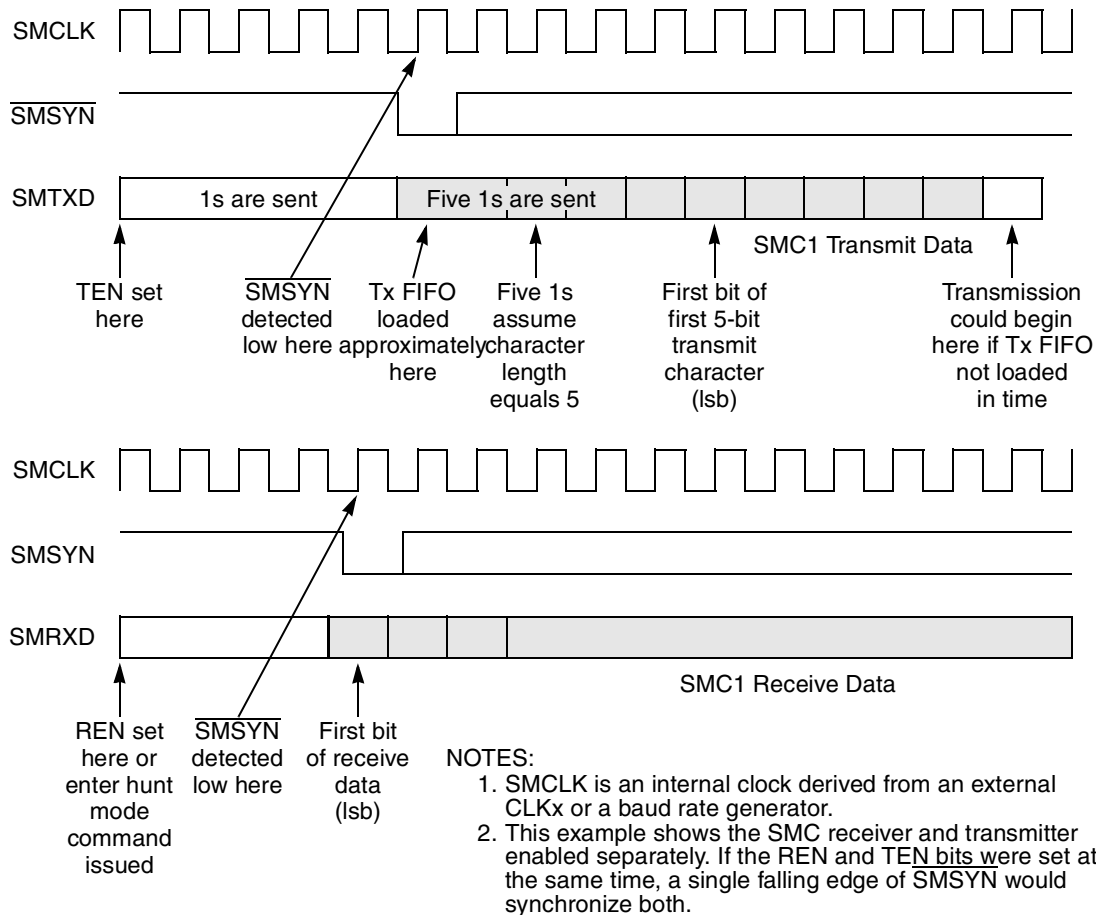 SMCLK
SMSYN
SMTXD
1s are sent
Five 1s are sent
SMC1 Transmit Data
TEN set
here
SMSYN
detected
low here
Tx FIFO
loaded
approximately
here
Five 1s
assume
character
length
equals 5
First bit of
first 5-bit
transmit
character
(lsb)
Transmission
could begin
here if Tx FIFO
not loaded
in time
SMCLK
SMSYN
SMRXD
SMC1 Receive Data
REN set
here or
enter hunt
mode
command
issued
SMSYN
detected
low here
First bit
of receive
data
(lsb)
NOTES:
1. SMCLK is an internal clock derived from an external
CLKx or a baud rate generator.
2. This example shows the SMC receiver and transmitter
enabled separately. If the REN and TEN bits were set at
the same time, a single falling edge of SMSYN would
synchronize both.